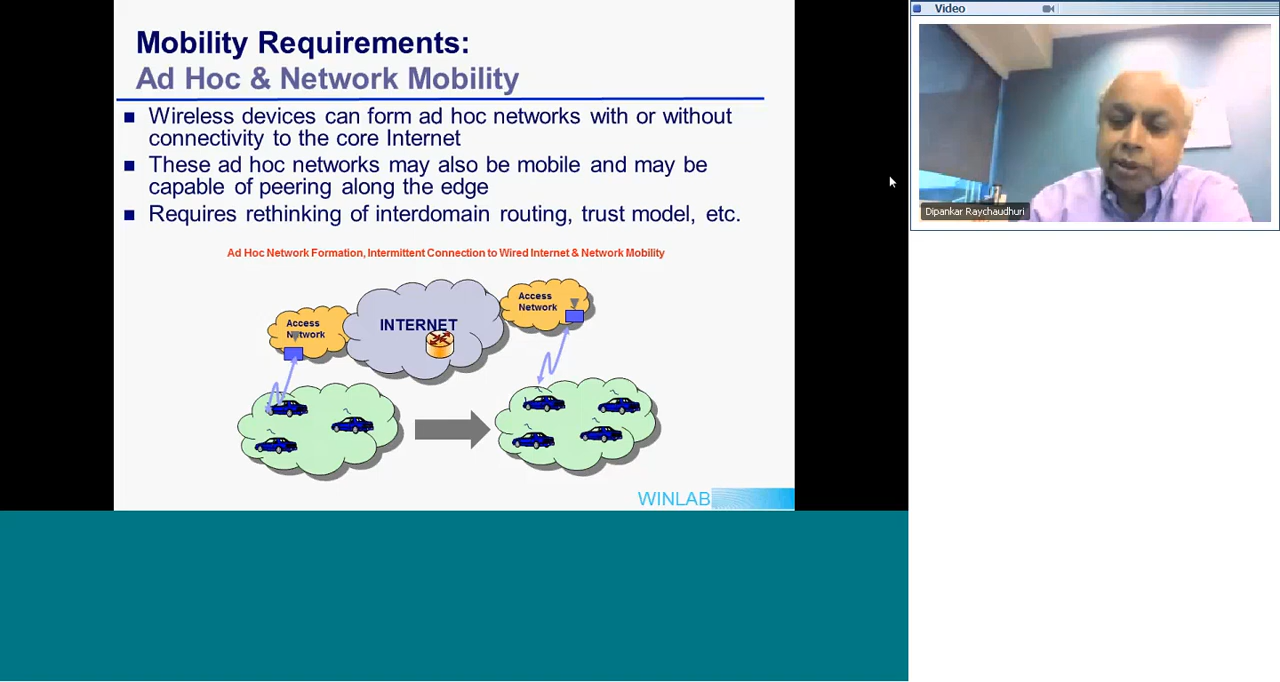 Mobility Requirements:
Ad Hoc & Network Mobility
Wireless devices can form ad hoc networks with or without
connectivity to the core Internet
These ad hoc networks may also be mobile and may be
capable of peering along the edge
Requires rethinking of interdomain routing, trust model, etc.
Ad Hoc Network Formation, Intermittent Connection to Wired Internet & Network Mobility
Access
Network
INTERNET
Access
Network
WINLAB
Video
Dipankar Raychaudhuri